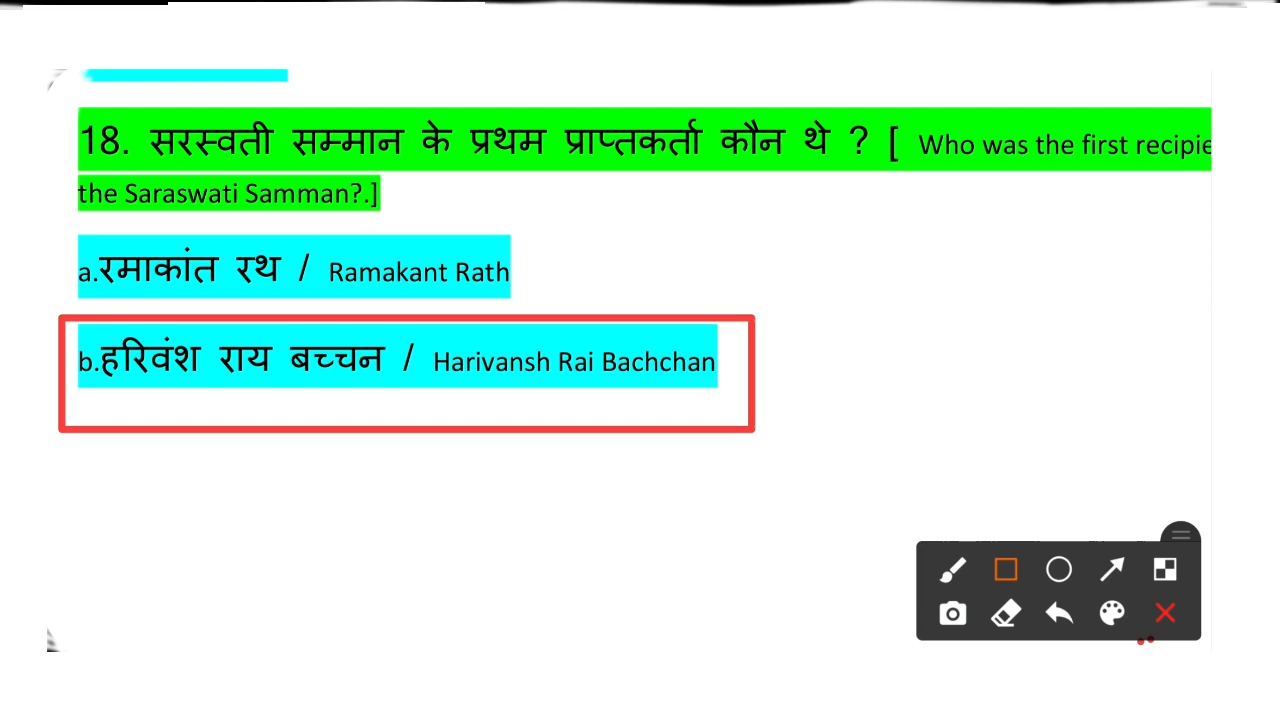 18. सरस्वती सम्मान के प्रथम प्राप्तकर्ता कौन थे ? [ Who was the first
the Saraswati Samman?.]
a.रमाकांत रथ / Ramakant Rath
b.हरिवंश राय बच्चन / Harivansh Rai Bachchan